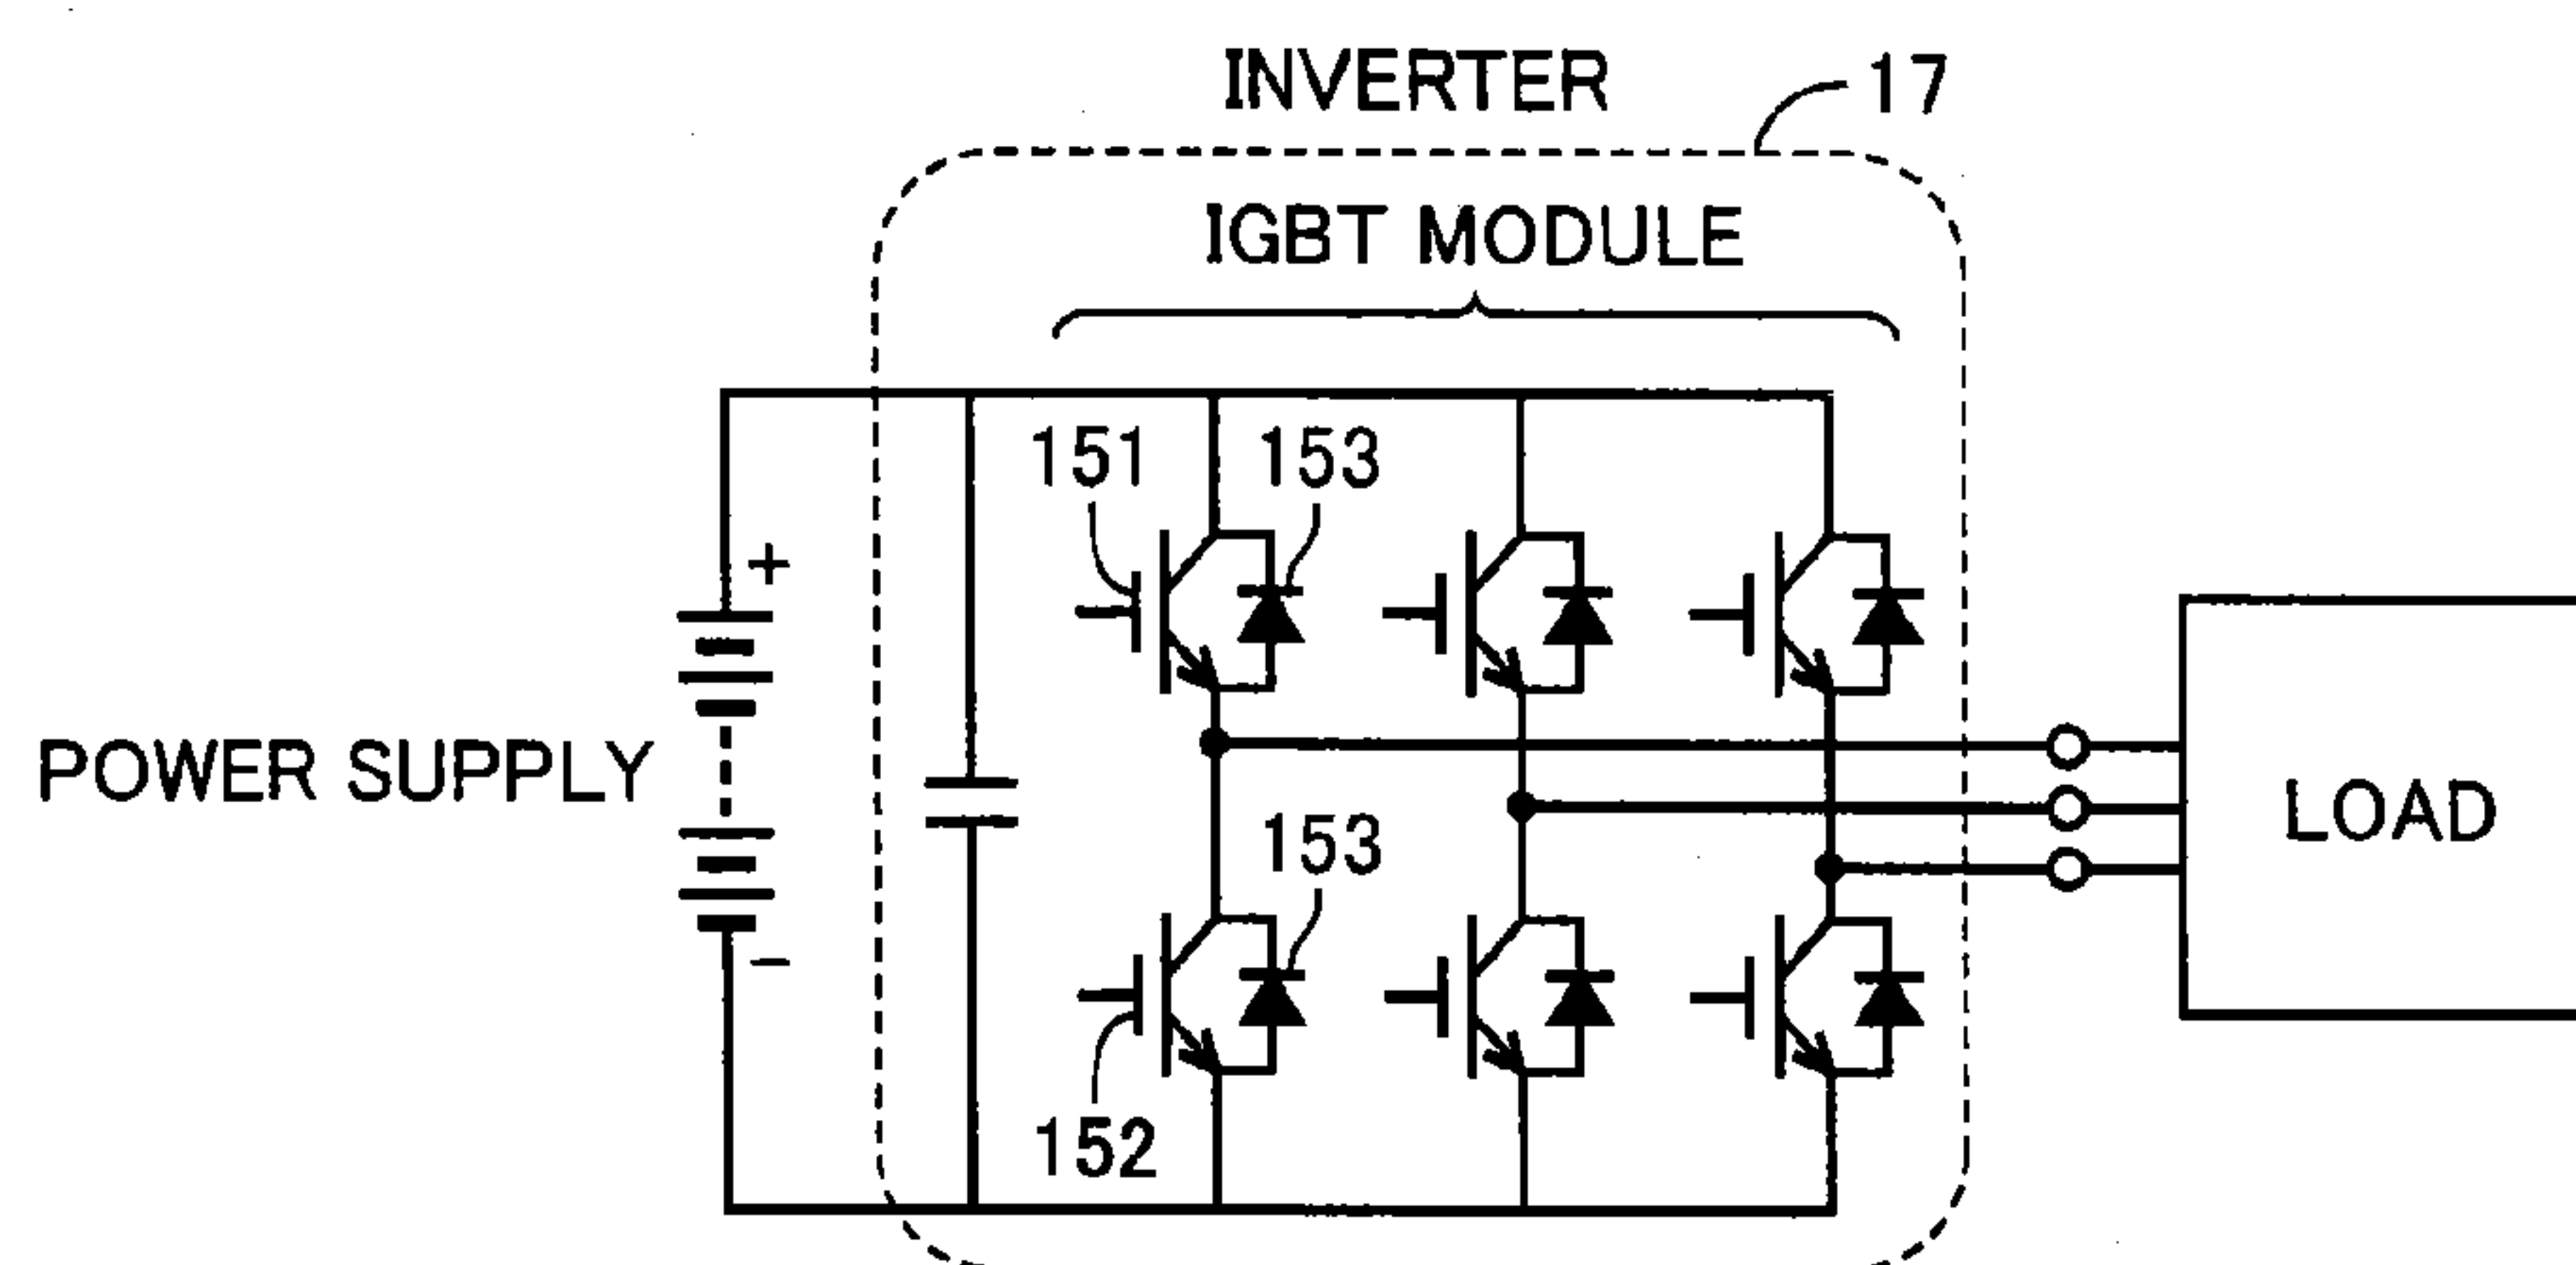 INVERTER
17
IGBT MODULE
151
153
+
POWER SUPPLY
LOAD
153
−
152